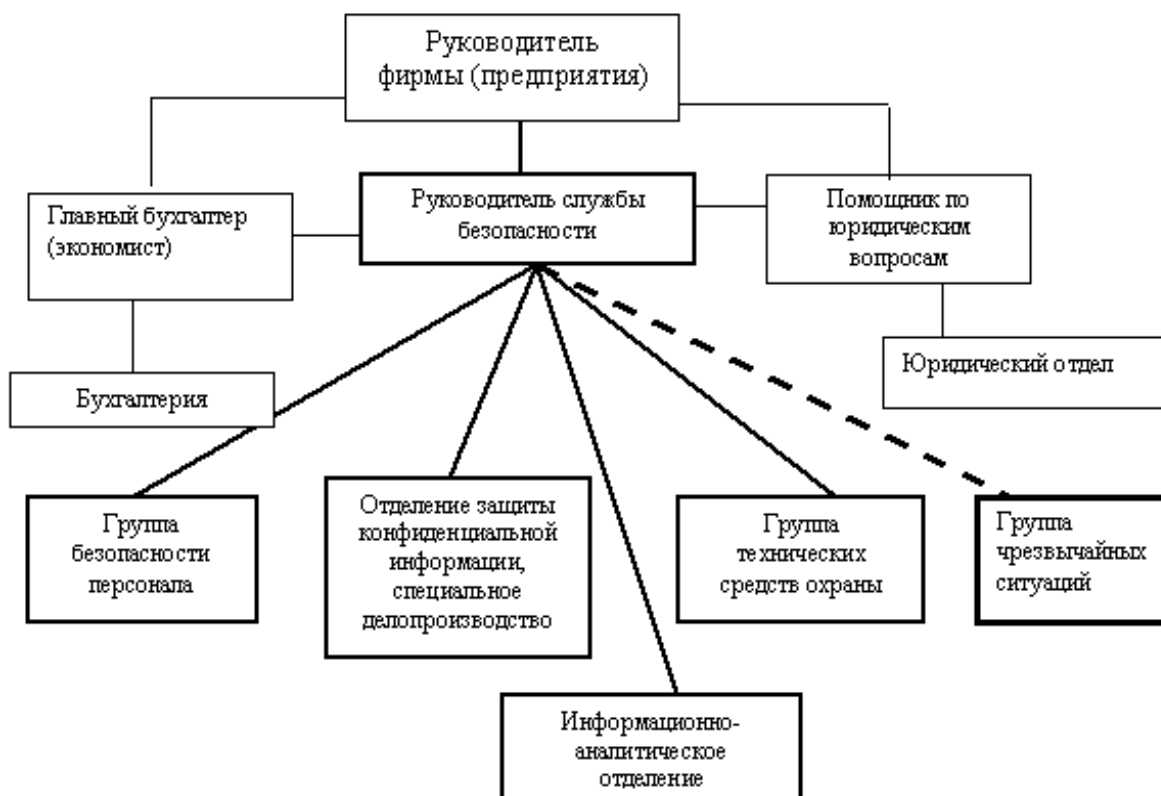 Руководитель
фирмы (предприятия)
Главный бухгалтер
(экономист)
Руководитель службы
безопасности
Помощник по
юридическим
вопросам
Бухгалтерия
Юридический отдел
Группа
безопасности
персонала
Отделение защиты
конфиденциальной
информации,
специальное
делопроизводство
Группа
технических
средств охраны
Группа
чрезвычайных
ситуаций
Информационно-
аналитическое
отделение